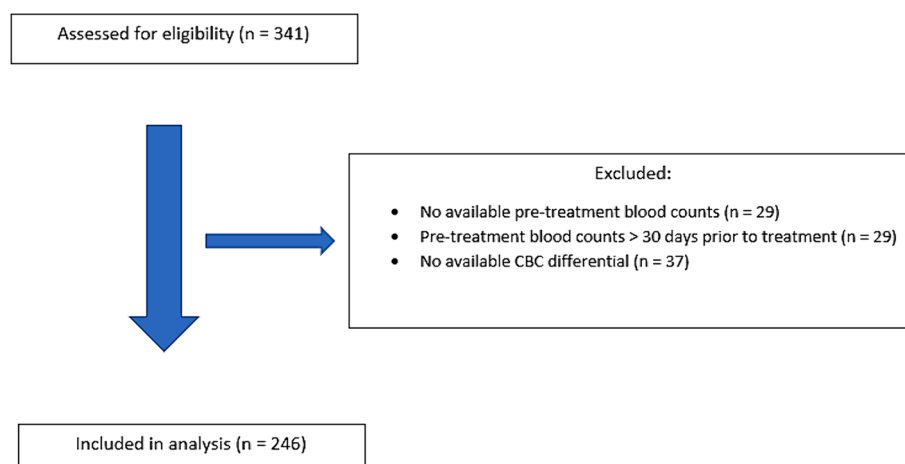 Assessed for eligibility (n = 341)
Excluded:
• No available pre-treatment blood counts (n = 29)
• Pre-treatment blood counts > 30 days prior to treatment (n = 29)
• No available CBC differential (n = 37)
Included in analysis (n = 246)